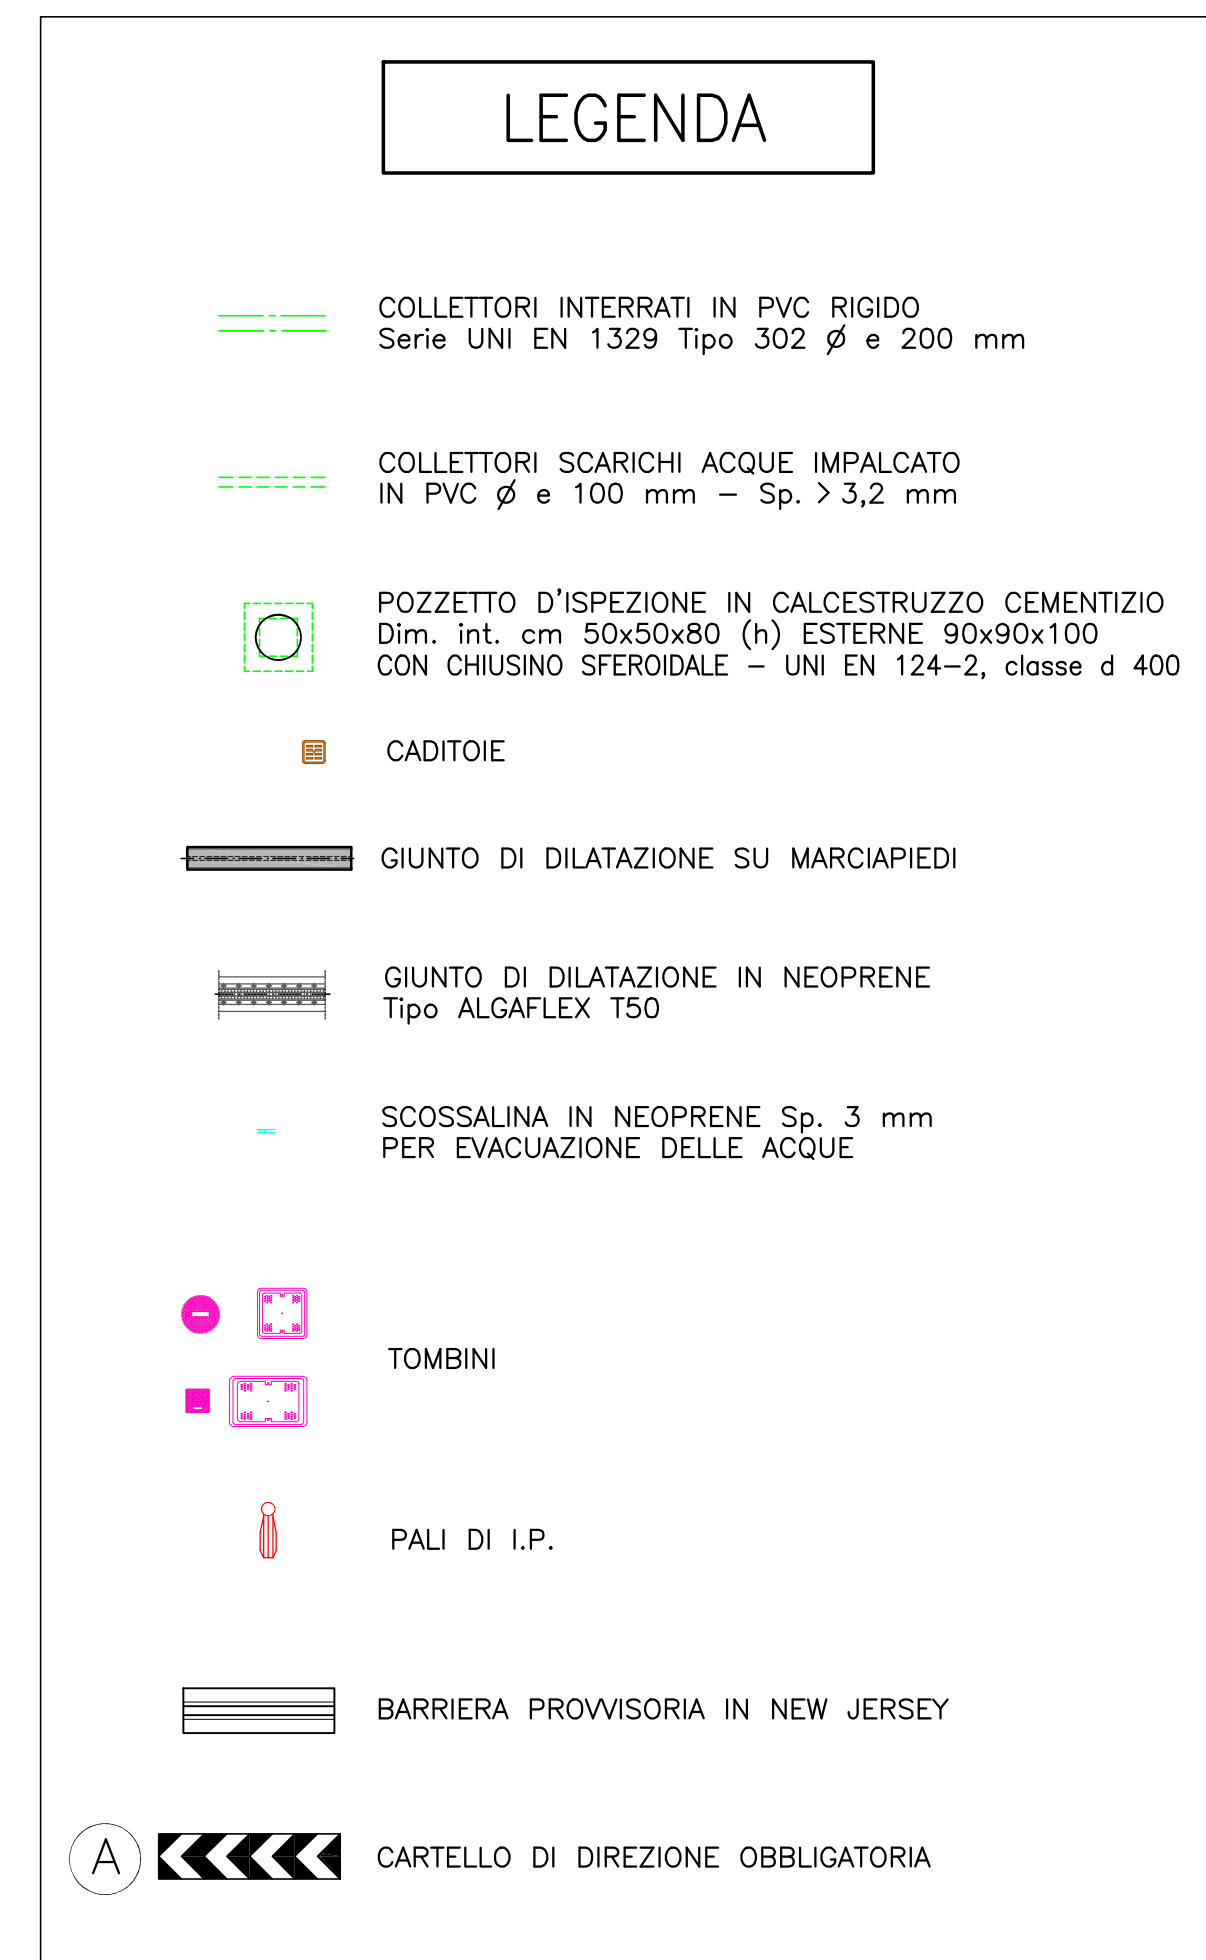 LEGENDA
COLLETTORI INTERRATI IN PVC RIGIDO
Serie UNI EN 1329 Tipo 302 Ø e 200 mm
COLLETTORI SCARICHI ACQUE IMPALCATO
IN PVC Ø e 100 mm – Sp. > 3,2 mm
POZZETTO D'ISPEZIONE IN CALCESTRUZZO CEMENTIZIO
Dim. int. cm 50x50x80 (h) ESTERNE 90x90x100
CON CHIUSINO SFEROIDALE – UNI EN 124–2, classe d 400
CADITOIE
GIUNTO DI DILATAZIONE SU MARCIAPIEDI
GIUNTO DI DILATAZIONE IN NEOPRENE
Tipo ALGAFLEX T50
SCOSSALINA IN NEOPRENE Sp. 3 mm
PER EVACUAZIONE DELLE ACQUE
TOMBINI
PALI DI I.P.
BARRIERA PROVVISORIA IN NEW JERSEY
A CARTELLO DI DIREZIONE OBBLIGATORIA